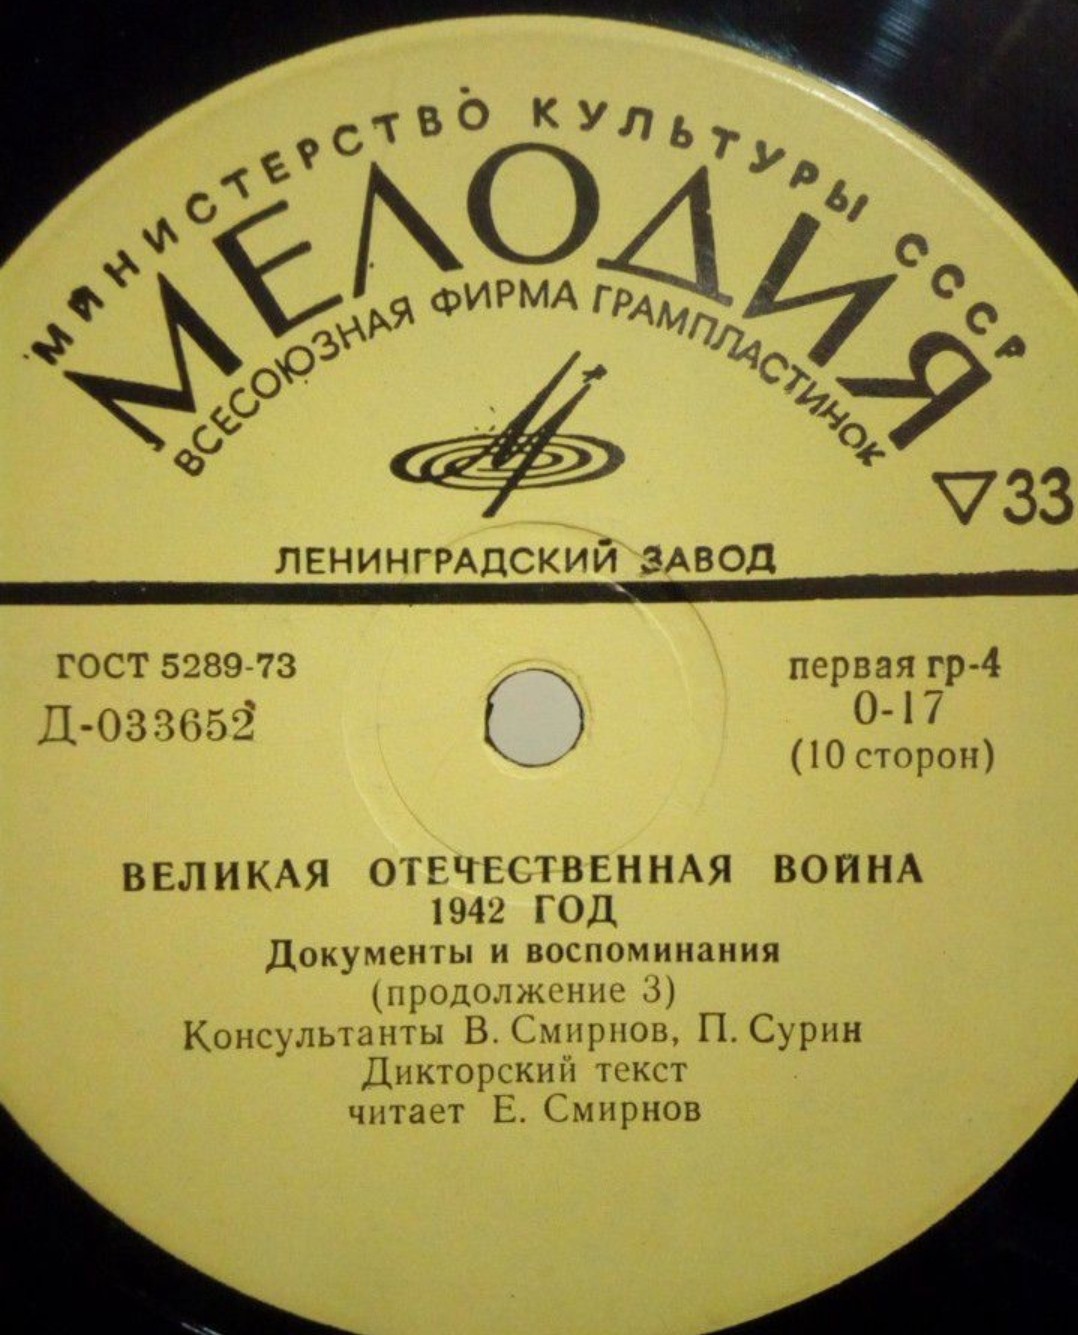 МИНИСТЕРСТВО КУЛЬТУРЫ СССР
МЕЛОДИЯ
ВСЕСОЮЗНАЯ ФИРМА ГРАМПЛАСТИНОК
33
ЛЕНИНГРАДСКИЙ ЗАВОД
ГОСТ 5289-73
первая гр-4
Д-033652
0-17
(10 сторон)
ВЕЛИКАЯ ОТЕЧЕСТВЕННАЯ ВОЙНА
1942 ГОД
Документы и воспоминания
(продолжение 3)
Консультанты В. Смирнов, П. Сурин
Дикторский текст
читает Е. Смирнов